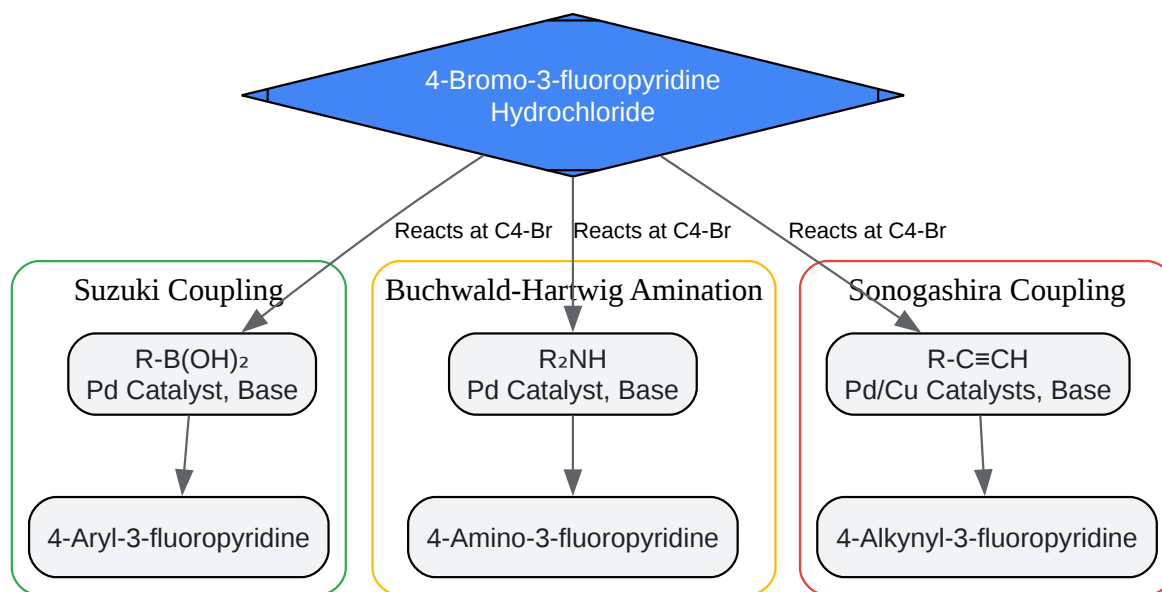 4-Bromo-3-fluoropyridine
Hydrochloride
Reacts at C4-Br
Reacts at C4-Br
Reacts at C4-Br
Suzuki Coupling
R-B(OH)₂
Pd Catalyst, Base
4-Aryl-3-fluoropyridine
Buchwald-Hartwig Amination
R₂NH
Pd Catalyst, Base
4-Amino-3-fluoropyridine
Sonogashira Coupling
R-C≡CH
Pd/Cu Catalysts, Base
4-Alkynyl-3-fluoropyridine